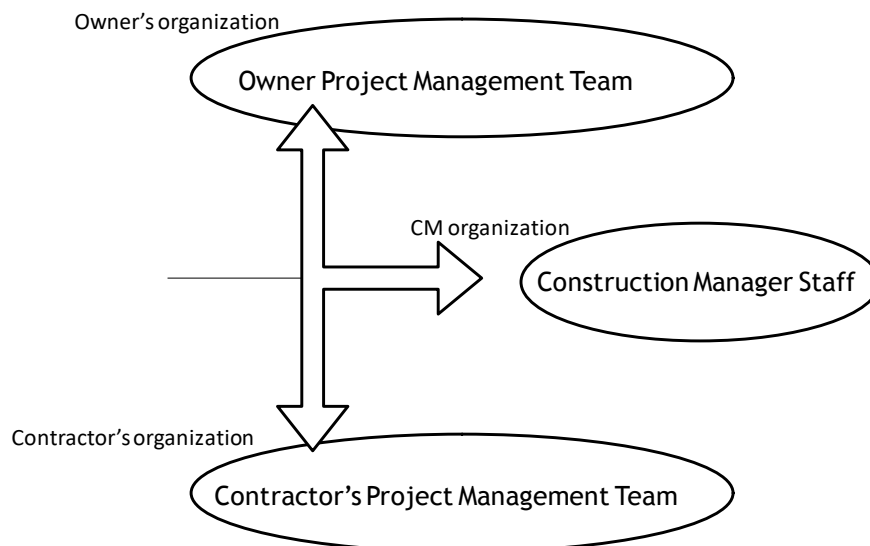 Owner’s organization
Owner Project Management Team
CM organization
Construction Manager Staff
Contractor’s organization
Contractor’s Project Management Team